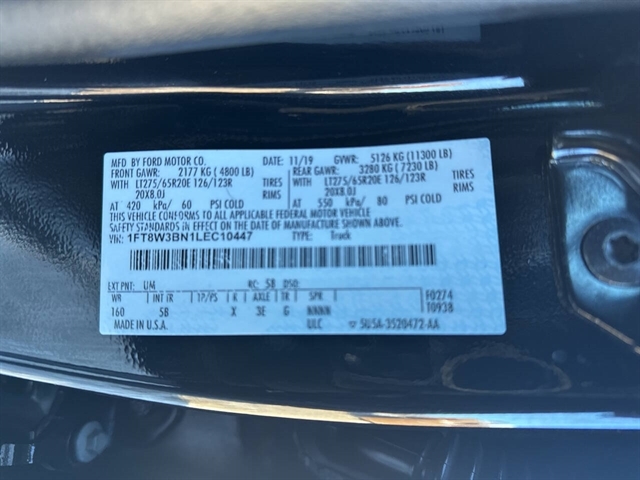 MFD. BY FORD MOTOR CO. DATE: 11/19 GVWR: 5126 KG (11300 LB)
FRONT GAWR: 2177 KG ( 4800 LB) REAR GAWR: 3280 KG ( 7230 LB)
WITH LT275/65R20E 126/123R TIRES WITH LT275/65R20E 126/123R TIRES
20X8.0J RIMS 20X8.0J RIMS
AT 420 kPa/ 60 PSI COLD AT 550 kPa/ 80 PSI COLD
THIS VEHICLE CONFORMS TO ALL APPLICABLE FEDERAL MOTOR VEHICLE
SAFETY STANDARDS IN EFFECT ON THE DATE OF MANUFACTURE SHOWN ABOVE.
VIN: 1FT8W3BN1LEC10447 TYPE: Truck
EXT PNT: UM RC: 5B DSO:
WB INT TR TP/PS R AXLE TR SPR F0274
160 5B X 3E G NNNN 10938
MADE IN U.S.A. ULC 5U5A-3520472-AA